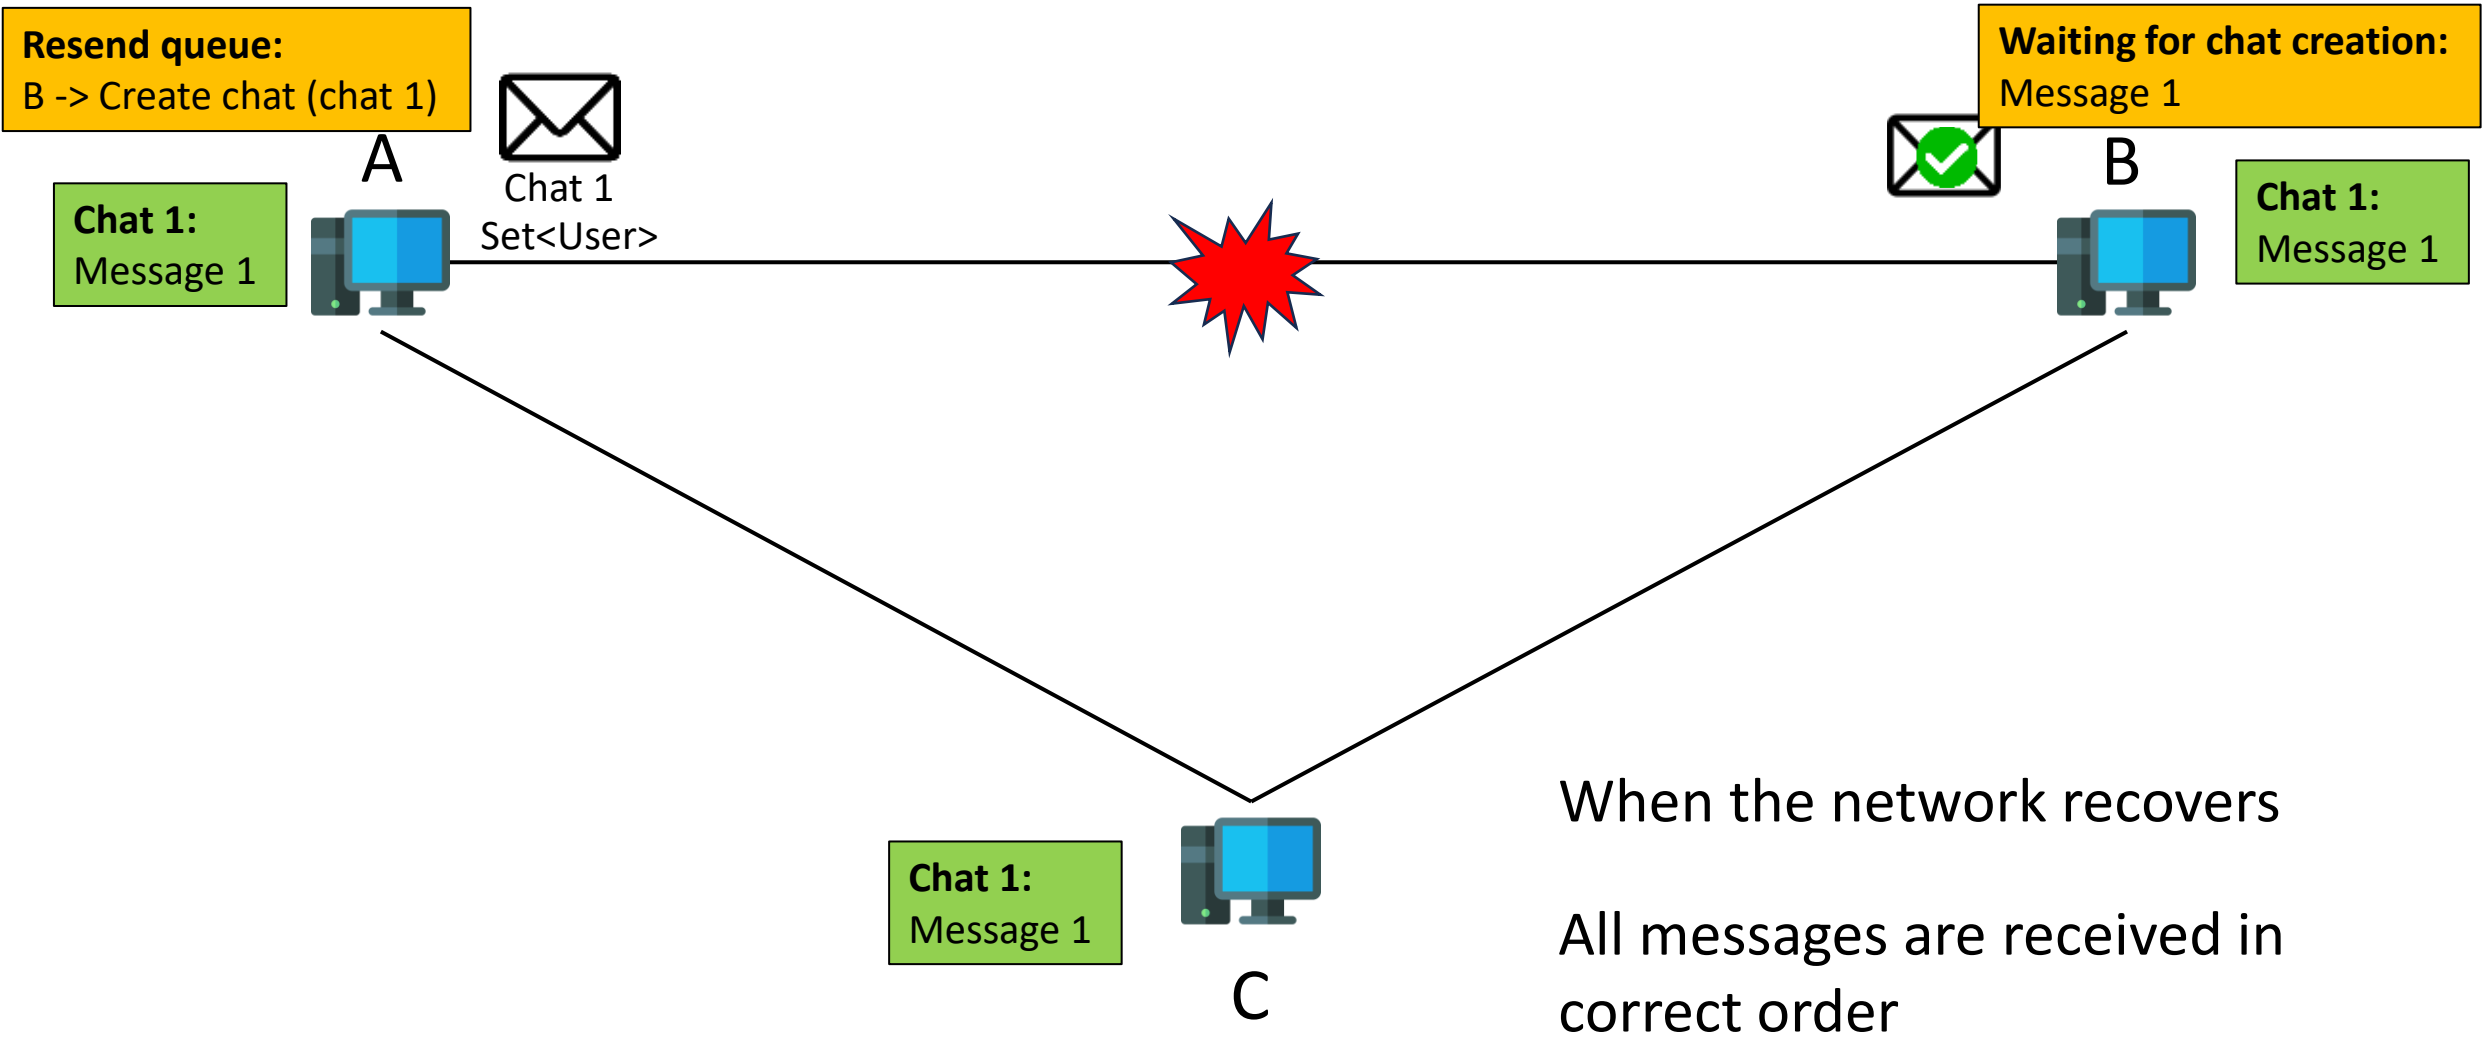 Resend queue:
B -> Create chat (chat 1)
Waiting for chat creation:
Message 1
A
B
Chat 1
Set<User>
Chat 1:
Message 1
Chat 1:
Message 1
Chat 1:
Message 1
C
When the network recovers
All messages are received in
correct order